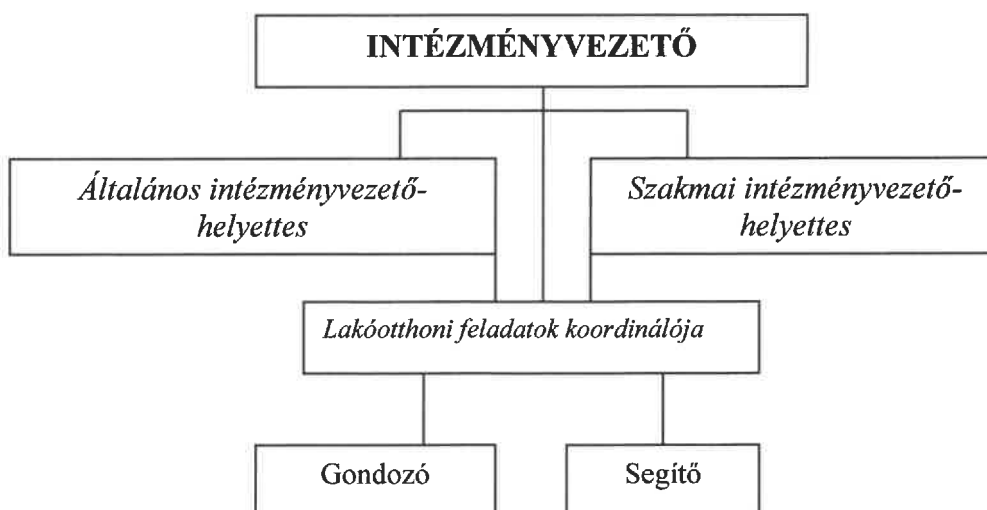 INTÉZMÉNYVEZETŐ
Általános intézményvezető-
helyettes
Szakmai intézményvezető-
helyettes
Lakóotthoni feladatok koordinálója
Gondozó
Segítő